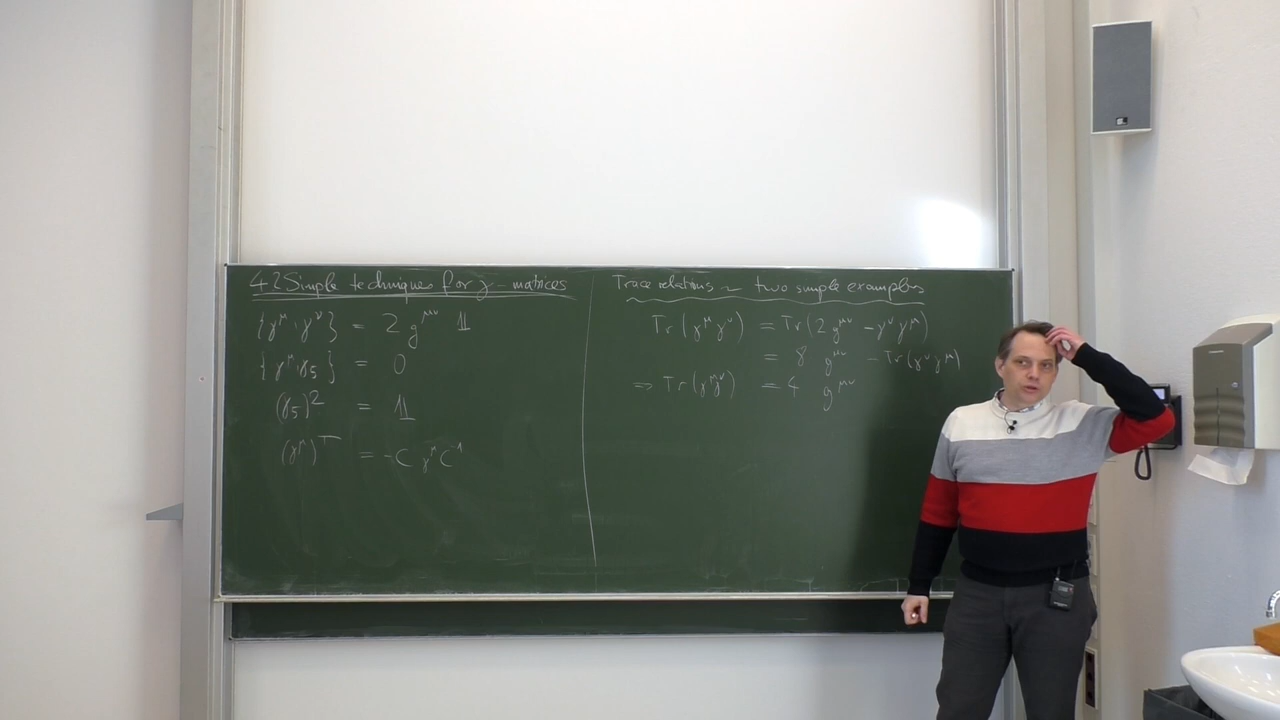 4.2 Simple techniques for γ-matrices
{γ^μ, γ^ν} = 2 g^{μν} 𝟙
{γ^μ, γ_5} = 0
(γ_5)^2 = 𝟙
(γ^μ)^T = -C γ^μ C^{-1}
Trace relations ~ two simple examples
Tr(γ^μ γ^ν) = Tr(2 g^{μν} - γ^ν γ^μ)
= 8 g^{μν} - Tr(γ^ν γ^μ)
⇒ Tr(γ^μ γ^ν) = 4 g^{μν}